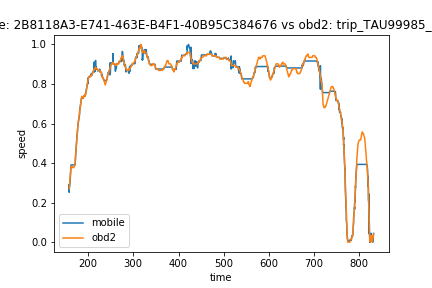 e: 2B8118A3-E741-463E-B4F1-40B95C384676 vs obd2: trip_TAU99985_
1.0
0.8
0.6
0.4
0.2
0.0
speed
mobile
obd2
200 300 400 500 600 700 800
time